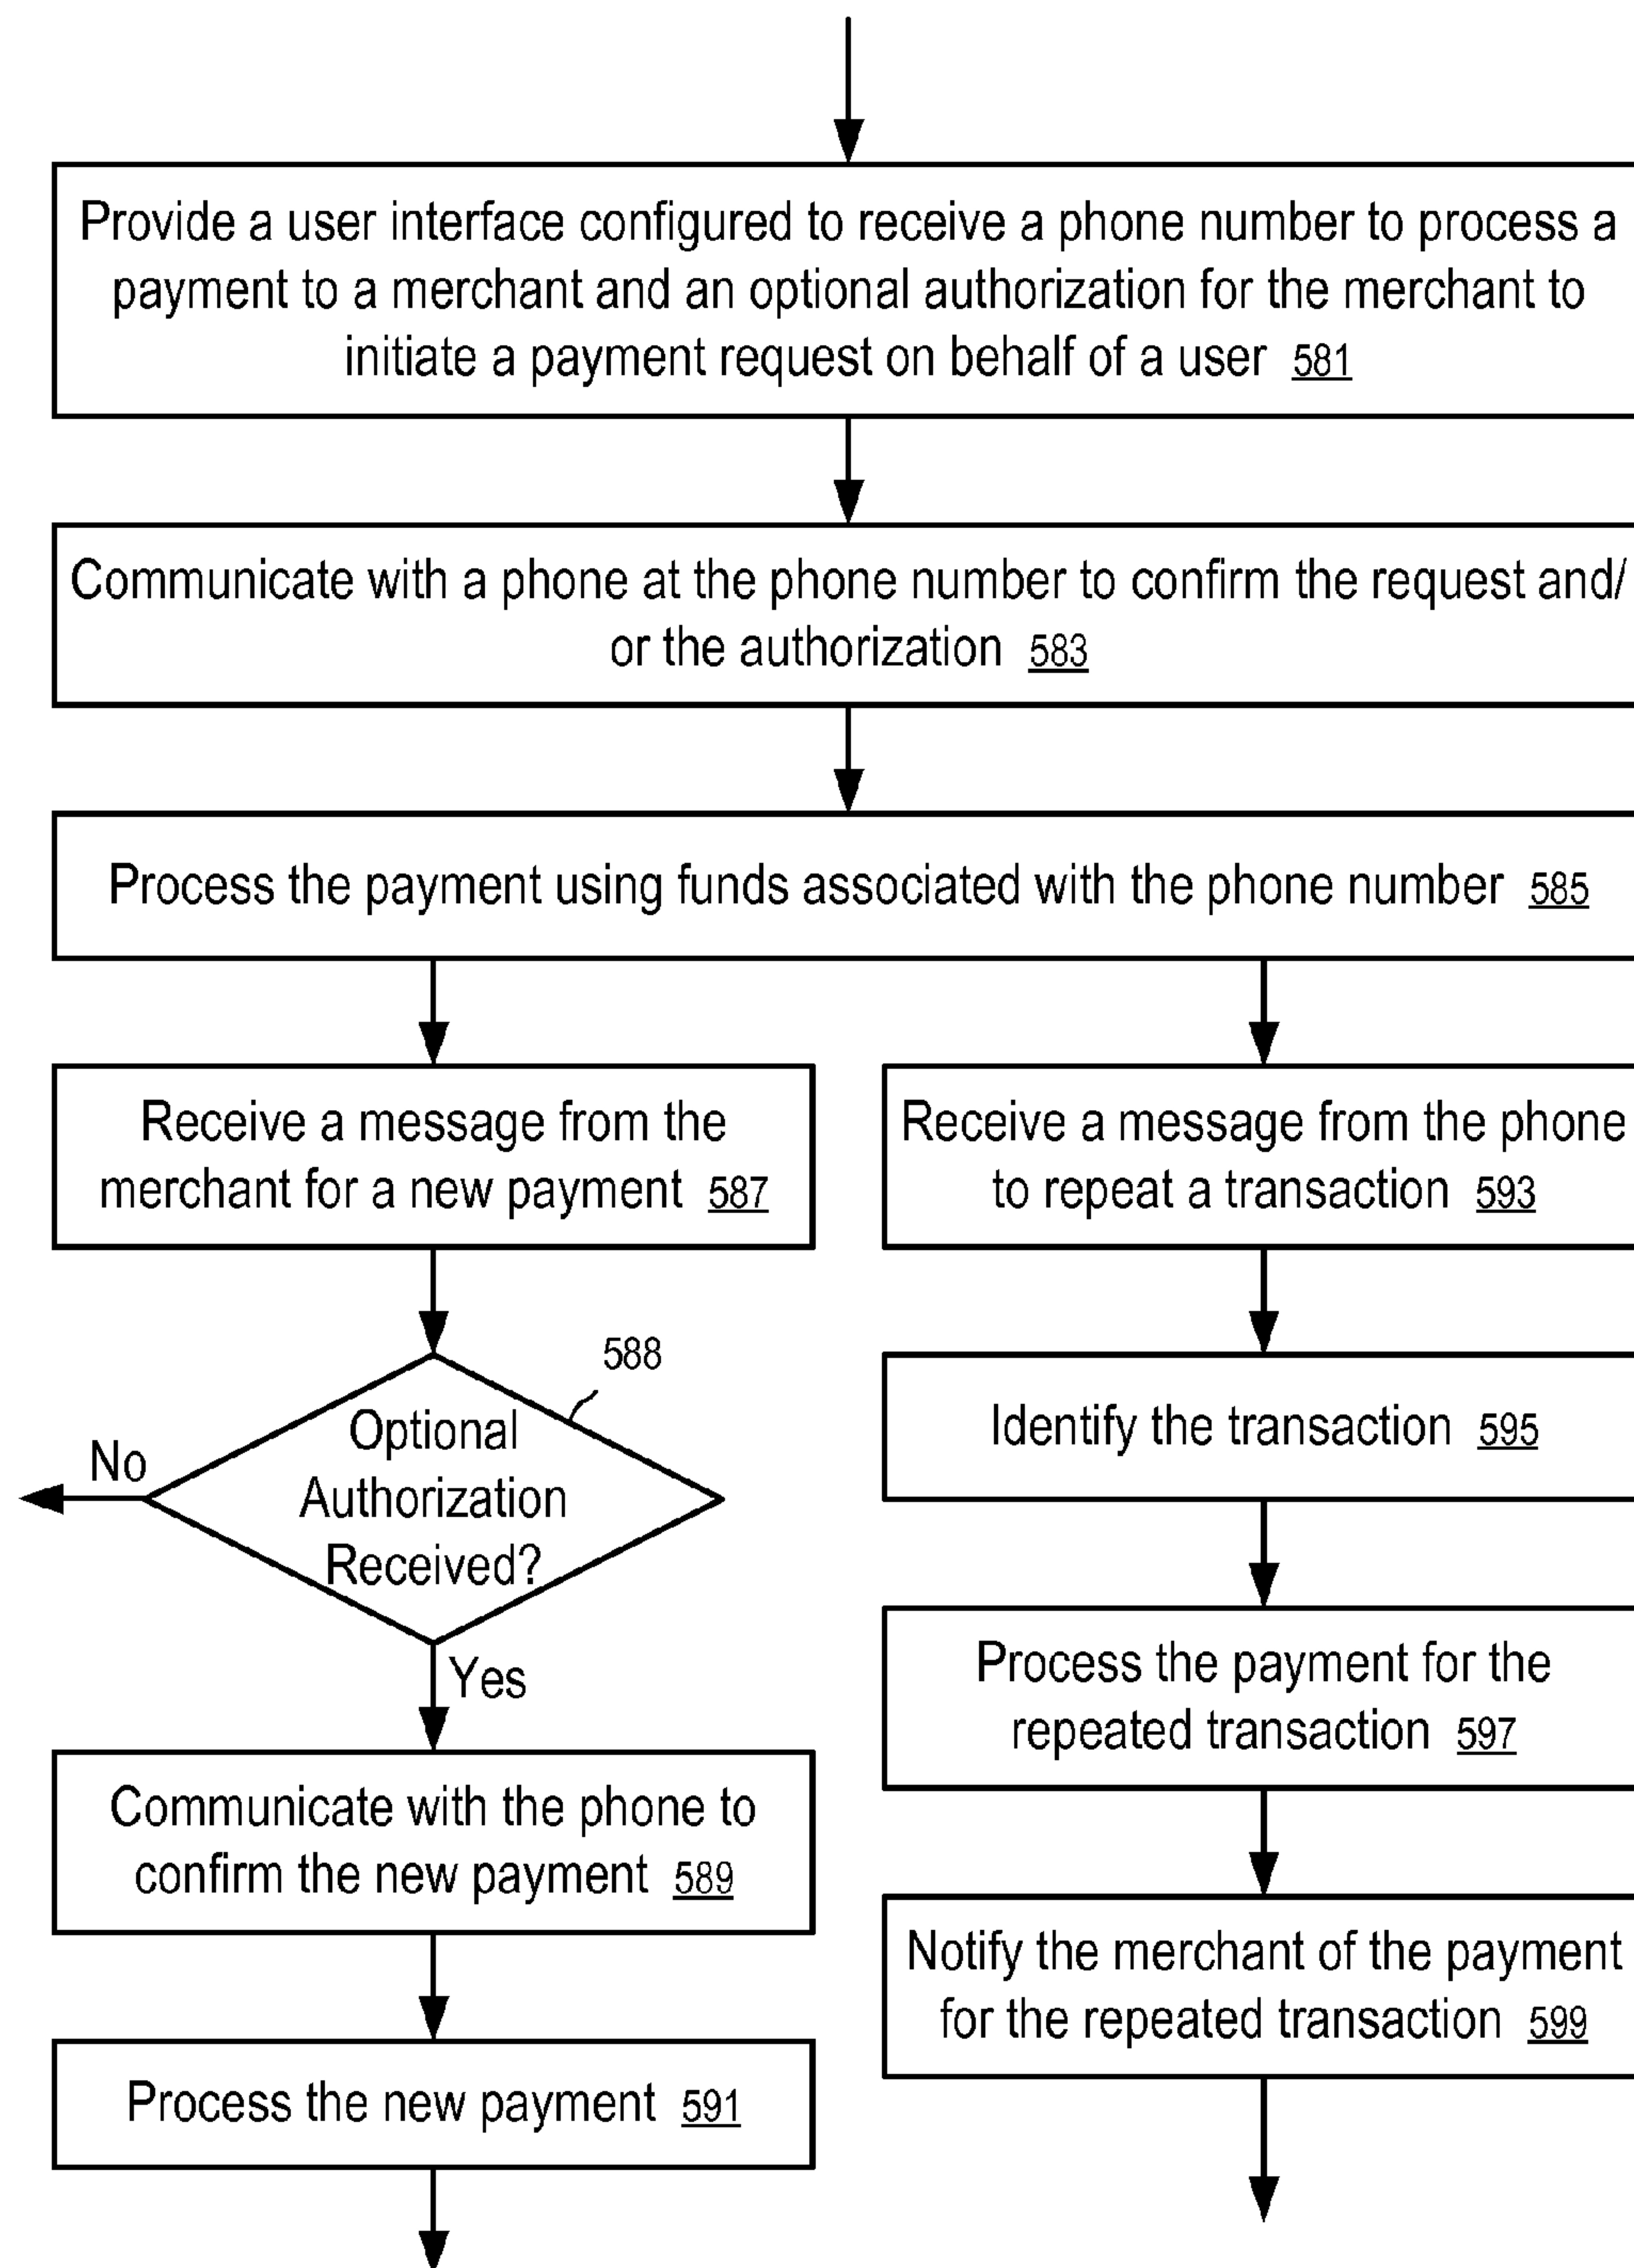 Provide a user interface configured to receive a phone number to process a
payment to a merchant and an optional authorization for the merchant to
initiate a payment request on behalf of a user 581
Communicate with a phone at the phone number to confirm the request and/
or the authorization 583
Process the payment using funds associated with the phone number 585
Receive a message from the
merchant for a new payment 587
588
Optional
Authorization
Received?
No
Yes
Communicate with the phone to
confirm the new payment 589
Process the new payment 591
Receive a message from the phone
to repeat a transaction 593
Identify the transaction 595
Process the payment for the
repeated transaction 597
Notify the merchant of the payment
for the repeated transaction 599